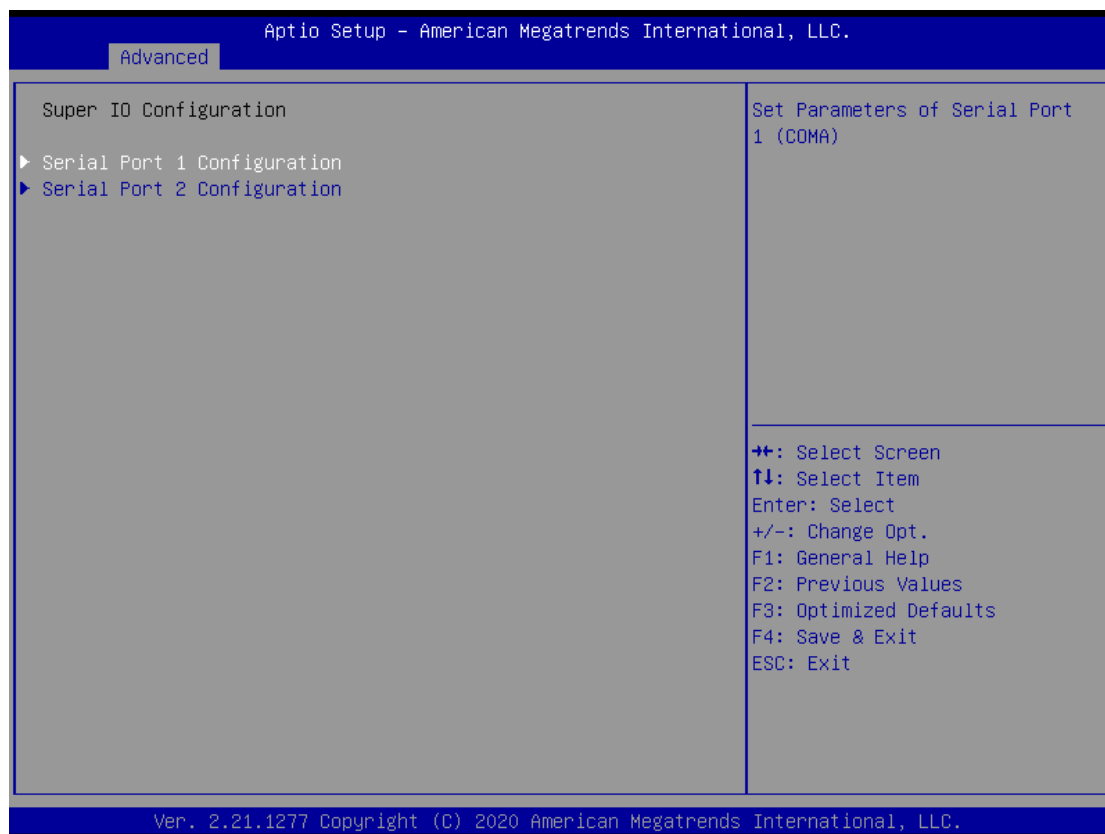 Aptio Setup – American Megatrends International, LLC.
Advanced
Super IO Configuration
▶ Serial Port 1 Configuration
▶ Serial Port 2 Configuration
Set Parameters of Serial Port
1 (COMA)
→←: Select Screen
↑↓: Select Item
Enter: Select
+/-: Change Opt.
F1: General Help
F2: Previous Values
F3: Optimized Defaults
F4: Save & Exit
ESC: Exit
Ver. 2.21.1277 Copyright (C) 2020 American Megatrends International, LLC.